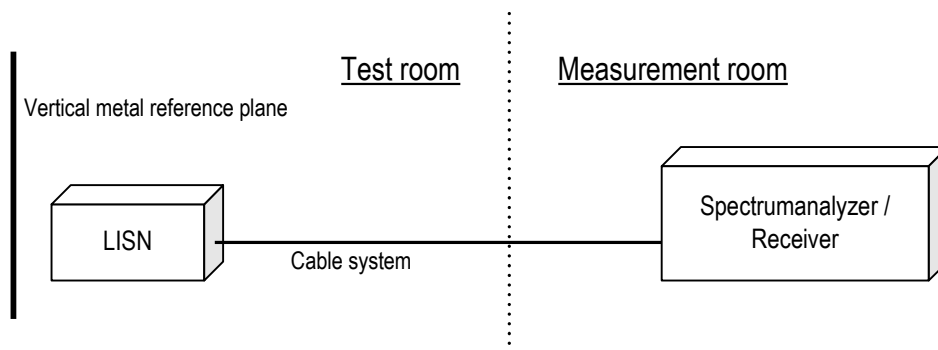 Test room
Measurement room
Vertical metal reference plane
LISN
Cable system
Spectrumanalyzer /
Receiver